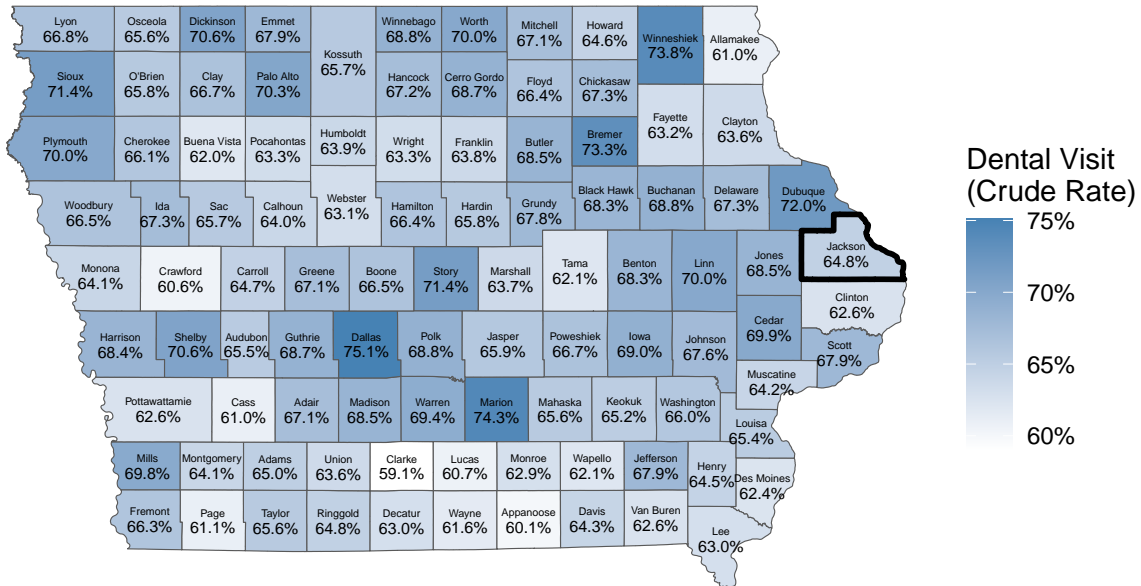 Lyon
66.8%
Osceola
65.6%
Dickinson
70.6%
Emmet
67.9%
Kossuth
65.7%
Winnebago
68.8%
Worth
70.0%
Mitchell
67.1%
Howard
64.6%
Winneshiek
73.8%
Allamakee
61.0%
Sioux
71.4%
O'Brien
65.8%
Clay
66.7%
Palo Alto
70.3%
Hancock
67.2%
Cerro Gordo
68.7%
Floyd
66.4%
Chickasaw
67.3%
Fayette
63.2%
Clayton
63.6%
Plymouth
70.0%
Cherokee
66.1%
Buena Vista
62.0%
Pocahontas
63.3%
Humboldt
63.9%
Wright
63.3%
Franklin
63.8%
Butler
68.5%
Bremer
73.3%
Woodbury
66.5%
Ida
67.3%
Sac
65.7%
Calhoun
64.0%
Webster
63.1%
Hamilton
66.4%
Hardin
65.8%
Grundy
67.8%
Black Hawk
68.3%
Buchanan
68.8%
Delaware
67.3%
Dubuque
72.0%
Monona
64.1%
Crawford
60.6%
Carroll
64.7%
Greene
67.1%
Boone
66.5%
Story
71.4%
Marshall
63.7%
Tama
62.1%
Benton
68.3%
Linn
70.0%
Jones
68.5%
Jackson
64.8%
Clinton
62.6%
Harrison
68.4%
Shelby
70.6%
Audubon
65.5%
Guthrie
68.7%
Dallas
75.1%
Polk
68.8%
Jasper
65.9%
Poweshiek
66.7%
Iowa
69.0%
Johnson
67.6%
Cedar
69.9%
Scott
67.9%
Muscatine
64.2%
Pottawattamie
62.6%
Cass
61.0%
Adair
67.1%
Madison
68.5%
Warren
69.4%
Marion
74.3%
Mahaska
65.6%
Keokuk
65.2%
Washington
66.0%
Louisa
65.4%
Mills
69.8%
Montgomery
64.1%
Adams
65.0%
Union
63.6%
Clarke
59.1%
Lucas
60.7%
Monroe
62.9%
Wapello
62.1%
Jefferson
67.9%
Henry
64.5%
Des Moines
62.4%
Fremont
66.3%
Page
61.1%
Taylor
65.6%
Ringgold
64.8%
Decatur
63.0%
Wayne
61.6%
Appanoose
60.1%
Davis
64.3%
Van Buren
62.6%
Lee
63.0%
Dental Visit
(Crude Rate)
75%
70%
65%
60%